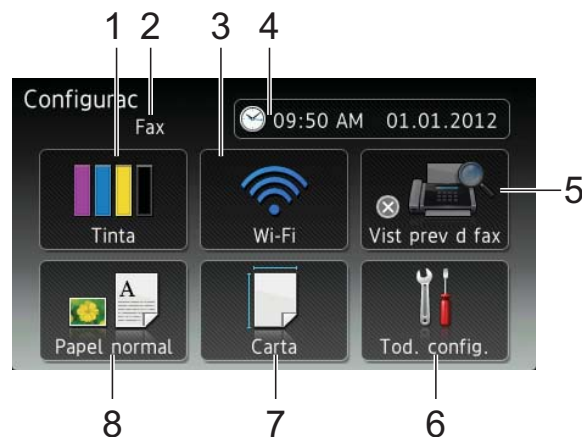 1 2 3 4
Configurac
Fax
09:50 AM 01.01.2012
5
Tinta
Wi-Fi
Vist prev d fax
A
Papel normal
Carta
Tod. config.
8 7 6